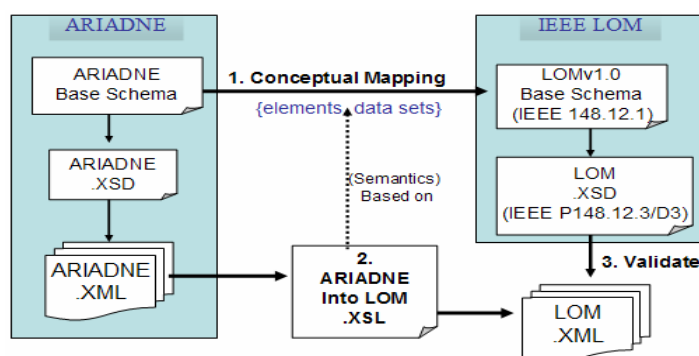 ARIADNE
IEEE LOM
ARIADNE
Base Schema
1. Conceptual Mapping
{elements, data sets}
LOMv1.0
Base Schema
(IEEE 148.12.1)
ARIADNE
.XSD
(Semantics)
Based on
LOM
.XSD
(IEEE P148.12.3/D3)
ARIADNE
.XML
2.
ARIADNE
Into LOM
.XSL
3. Validate
LOM
.XML